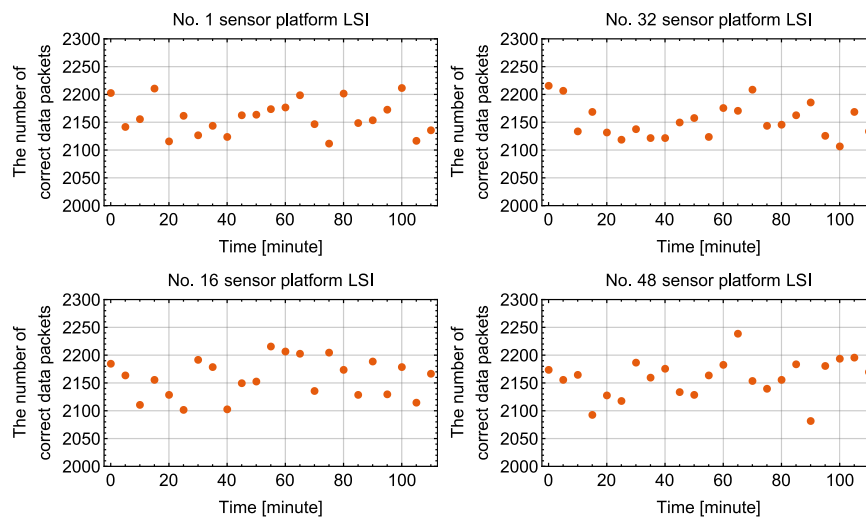 No. 1 sensor platform LSI
The number of
correct data packets
2300
2250
2200
2150
2100
2050
2000
0 20 40 60 80 100
Time [minute]
No. 32 sensor platform LSI
The number of
correct data packets
2300
2250
2200
2150
2100
2050
2000
0 20 40 60 80 100
Time [minute]
No. 16 sensor platform LSI
The number of
correct data packets
2300
2250
2200
2150
2100
2050
2000
0 20 40 60 80 100
Time [minute]
No. 48 sensor platform LSI
The number of
correct data packets
2300
2250
2200
2150
2100
2050
2000
0 20 40 60 80 100
Time [minute]